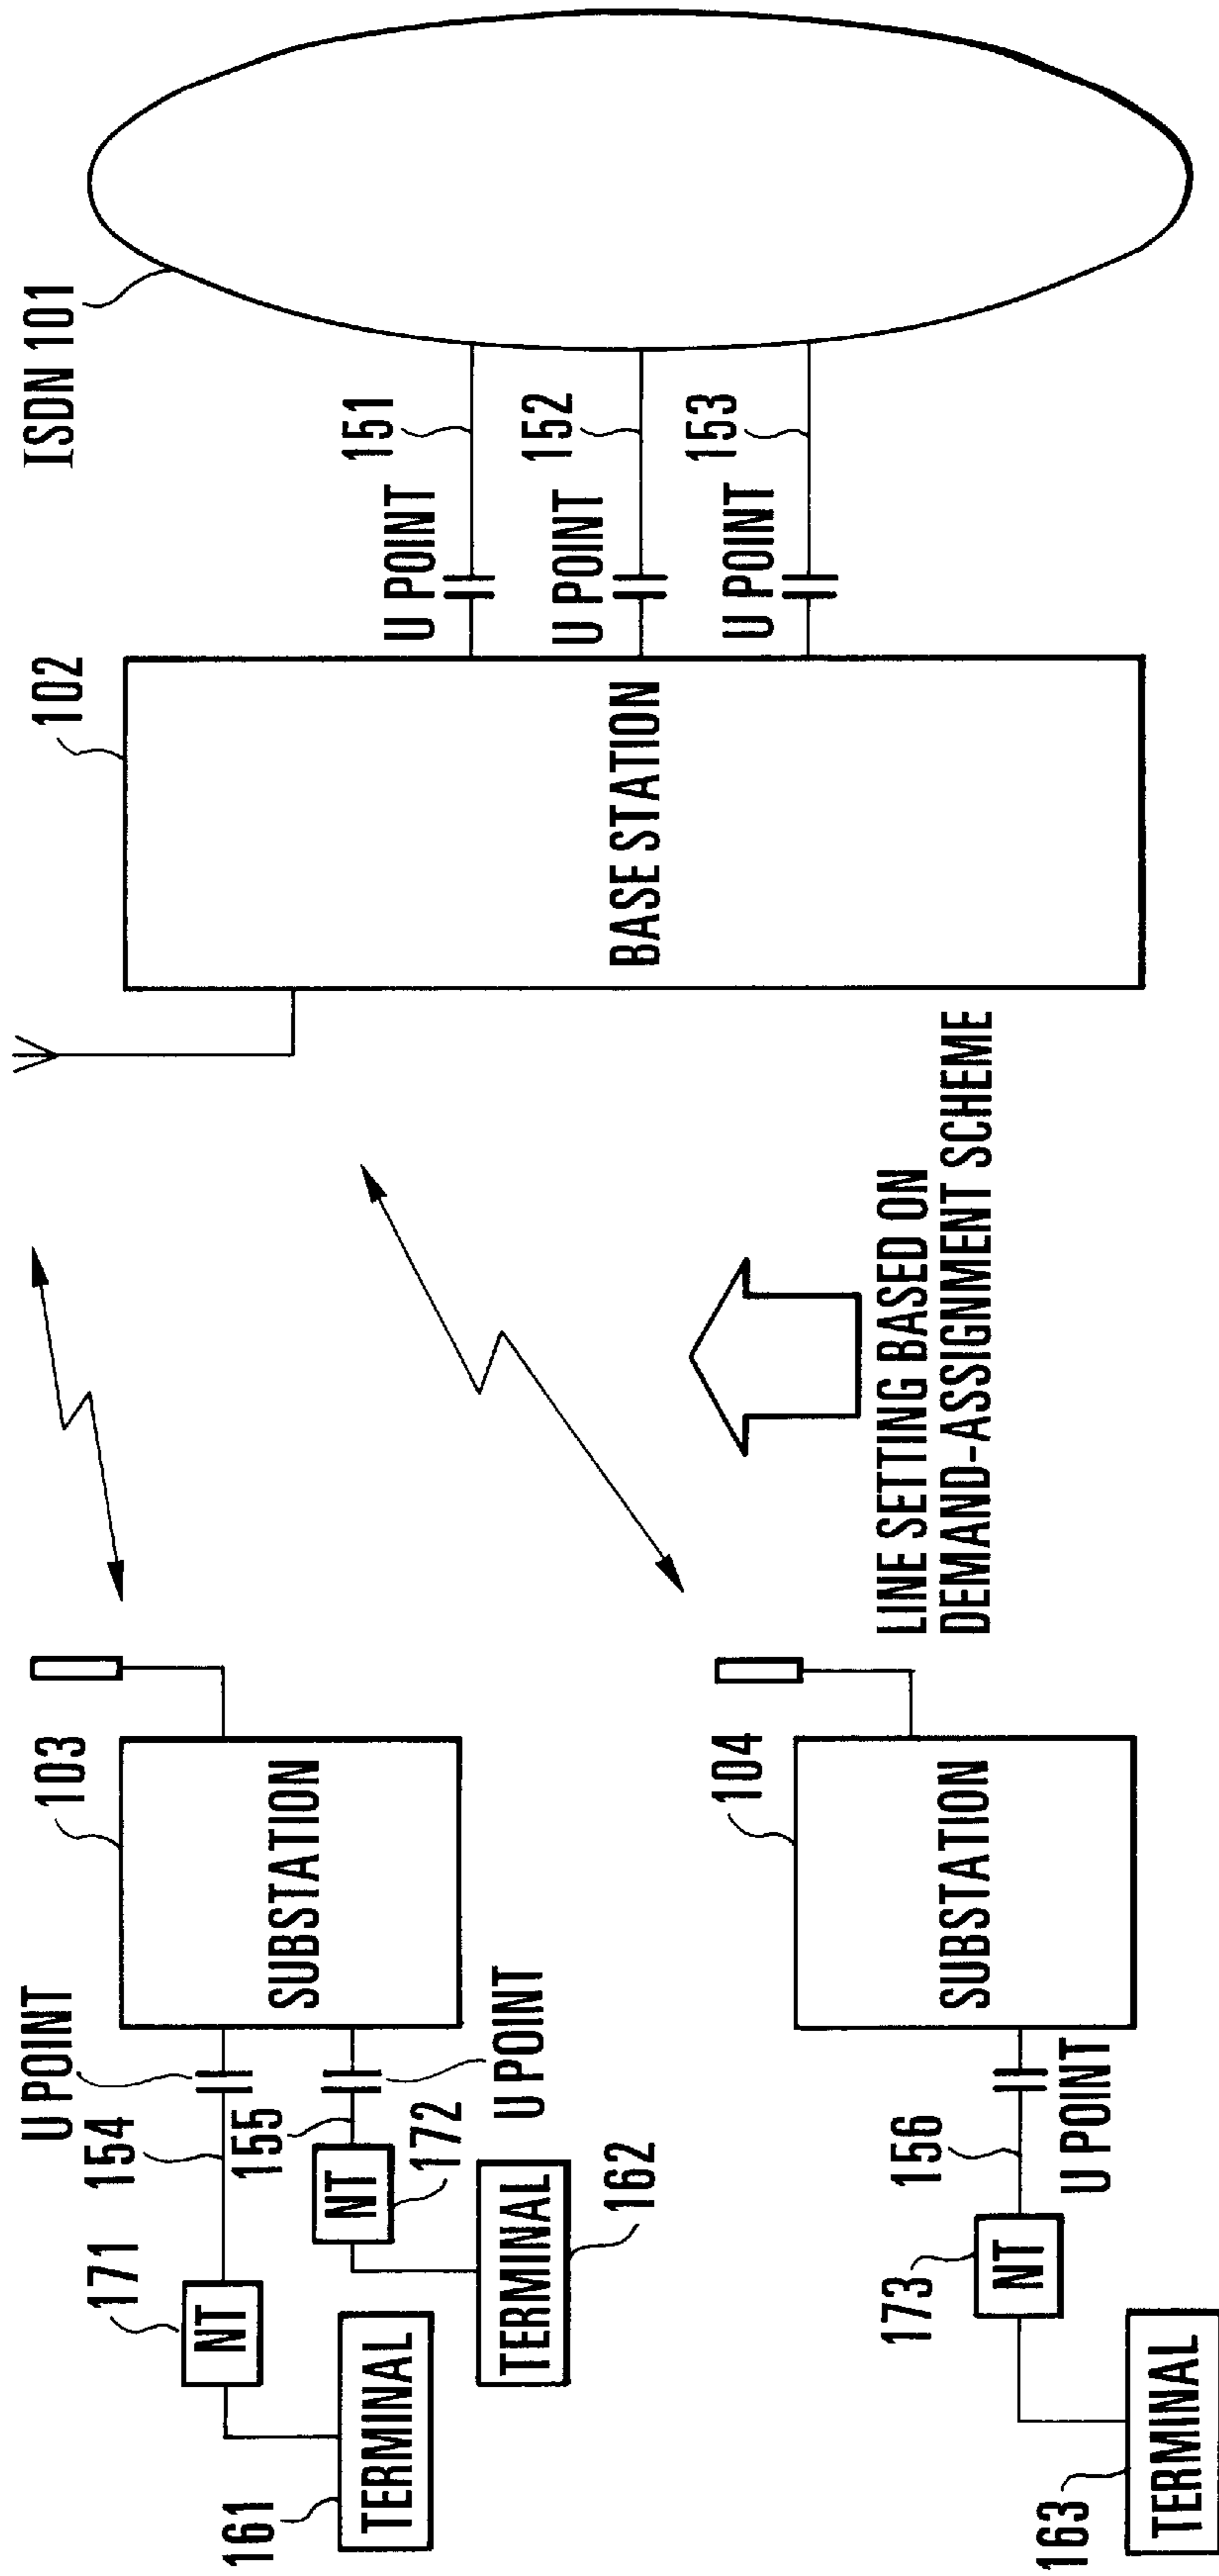 ISDN 101
151
U POINT
152
U POINT
153
U POINT
102
BASE STATION
LINE SETTING BASED ON
DEMAND-ASSIGNMENT SCHEME
103
SUBSTATION
U POINT
154
155
U POINT
171
NT
NT
172
161
TERMINAL
TERMINAL
162
104
SUBSTATION
156
U POINT
173
NT
163
TERMINAL